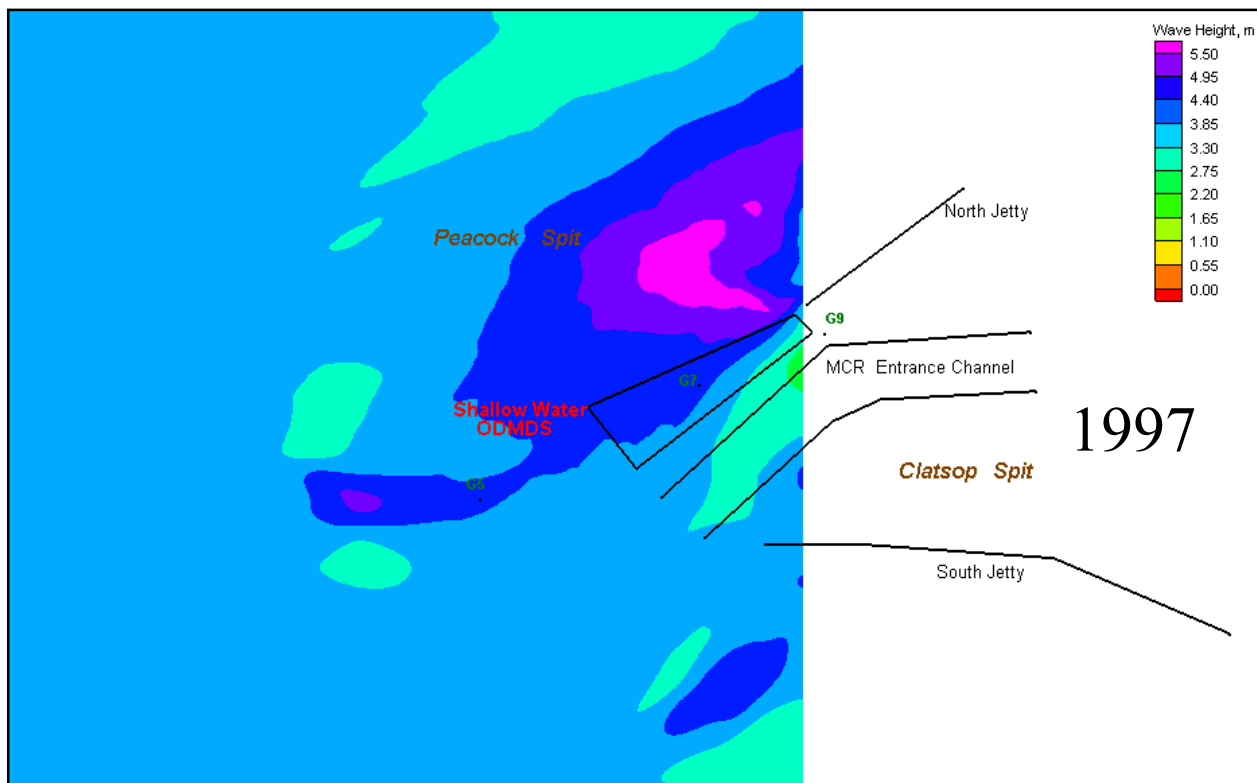 Wave Height, m
5.50
4.95
4.40
3.85
3.30
2.75
2.20
1.65
1.10
0.55
0.00
North Jetty
Peacock Spit
G9
MCR Entrance Channel
G7
Shallow Water
ODMDS
1997
Clatsop Spit
G5
South Jetty